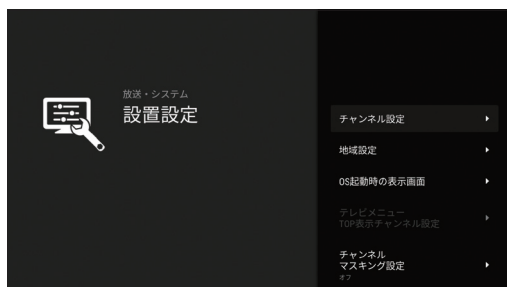 放送・システム
設置設定
チャンネル設定
地域設定
OS起動時の表示画面
テレビメニュー
TOP表示チャンネル設定
チャンネル
マスキング設定
オフ